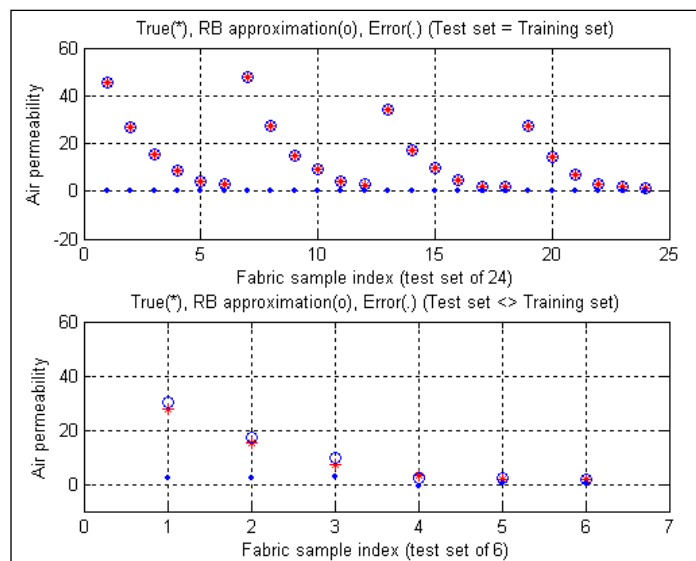 True(*), RB approximation(o), Error(.) (Test set = Training set)
60
40
20
0
-20
Air permeability
0 5 10 15 20 25
Fabric sample index (test set of 24)
True(*), RB approximation(o), Error(.) (Test set <> Training set)
60
40
20
0
Air permeability
0 1 2 3 4 5 6 7
Fabric sample index (test set of 6)